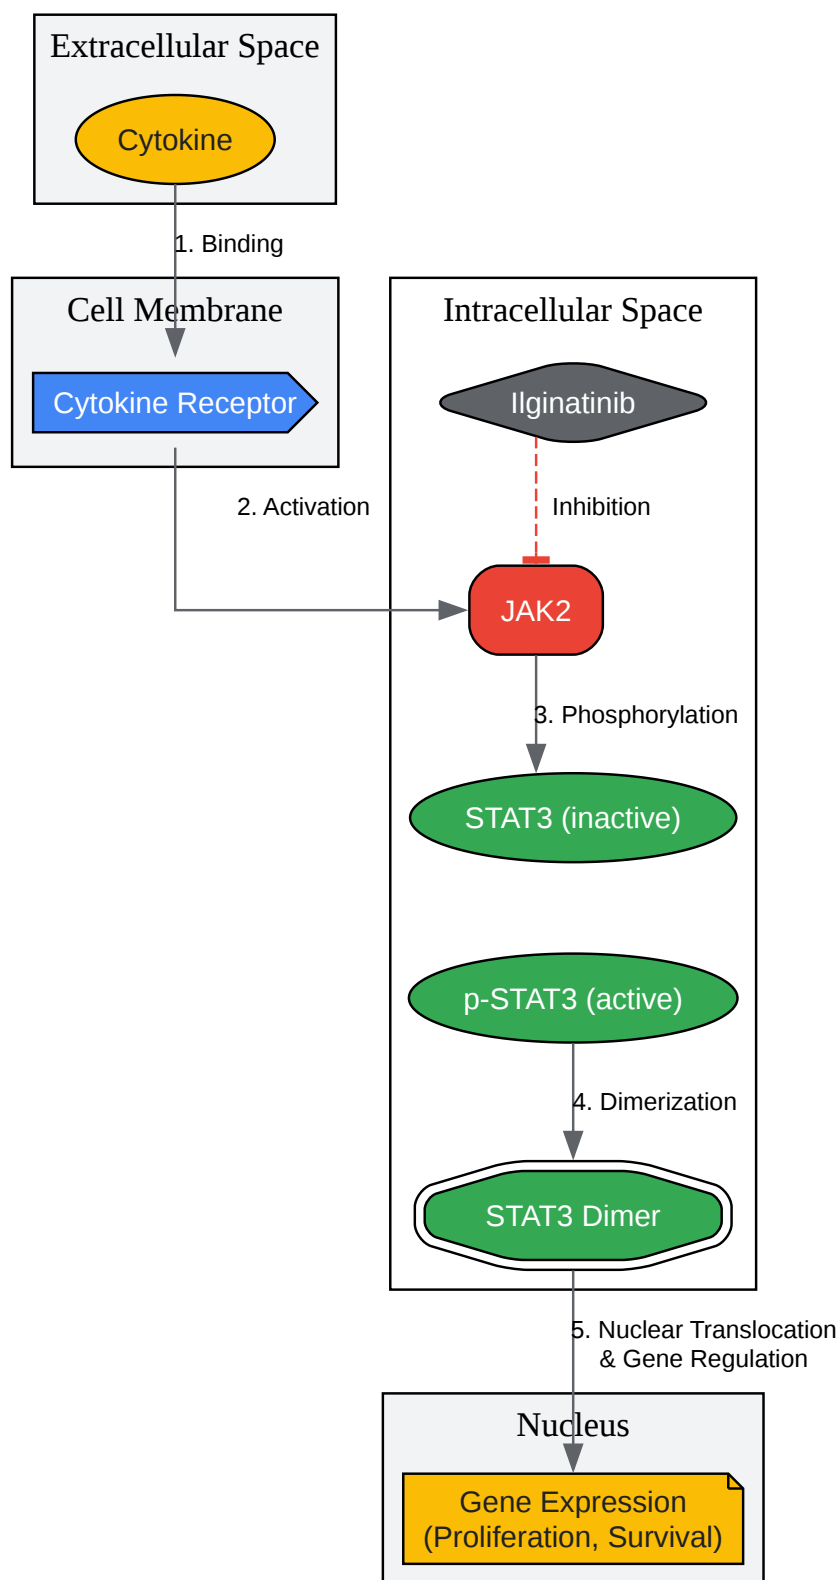 Extracellular Space
Cytokine
1. Binding
Cell Membrane
Cytokine Receptor
2. Activation
Intracellular Space
Ilginatinib
Inhibition
JAK2
3. Phosphorylation
STAT3 (inactive)
p-STAT3 (active)
4. Dimerization
STAT3 Dimer
5. Nuclear Translocation
& Gene Regulation
Nucleus
Gene Expression
(Proliferation, Survival)